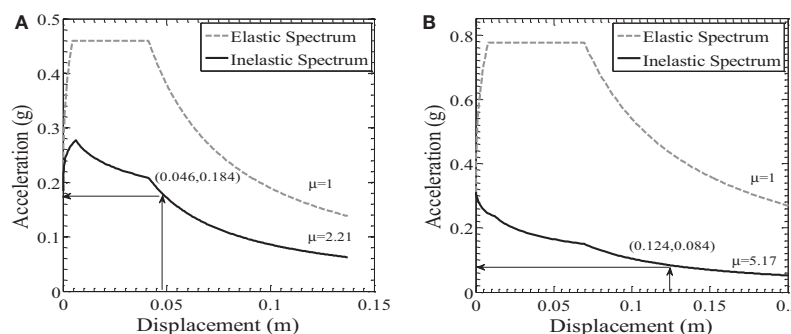 A
0.5
0.4
0.3
0.2
0.1
0
Acceleration (g)
Elastic Spectrum
Inelastic Spectrum
(0.046,0.184)
μ=1
μ=2.21
0
0.05
0.1
0.15
Displacement (m)
B
0.8
0.6
0.4
0.2
0
Acceleration (g)
Elastic Spectrum
Inelastic Spectrum
μ=1
(0.124,0.084)
μ=5.17
0
0.05
0.1
0.15
0.2
Displacement (m)